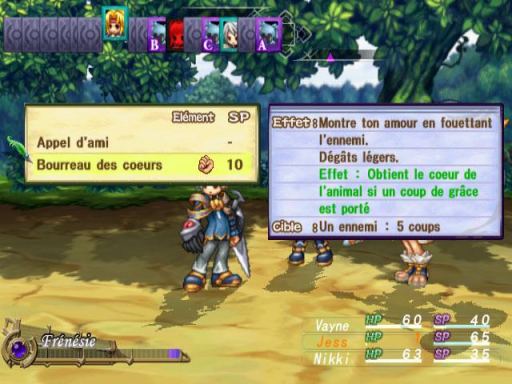 B
C
A
Elément SP
Appel d'ami -
Bourreau des coeurs 10
Effet : Montre ton amour en fouettant
l'ennemi.
Dégâts légers.
Effet : Obtient le coeur de
l'animal si un coup de grâce
est porté
Cible : Un ennemi : 5 coups
Frénésie
Vayne HP 60 SP 40
Jess HP SP 65
Nikki HP 63 SP 35